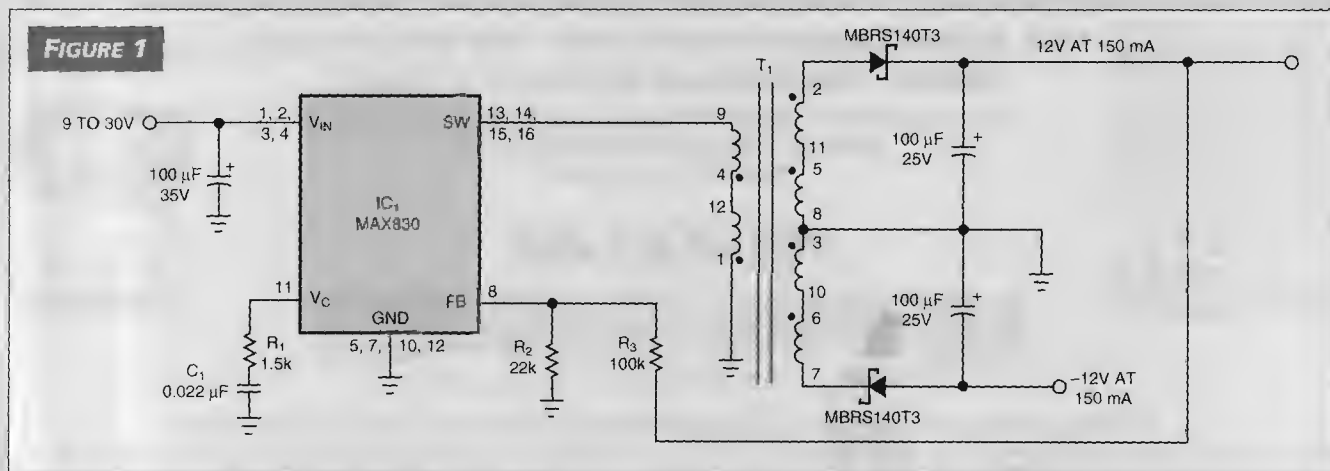 FIGURE 1
9 TO 30V
100 µF
35V
1, 2,
3, 4
V_IN
SW
13, 14,
15, 16
IC1
MAX830
11
V_C
GND
FB
8
5, 7,
10, 12
R1
1.5k
C1
0.022 µF
R2
22k
R3
100k
T1
9
4
12
1
2
11
5
8
3
10
6
7
MBRS140T3
12V AT 150 mA
100 µF
25V
100 µF
25V
–12V AT
150 mA
MBRS140T3
+
+
+